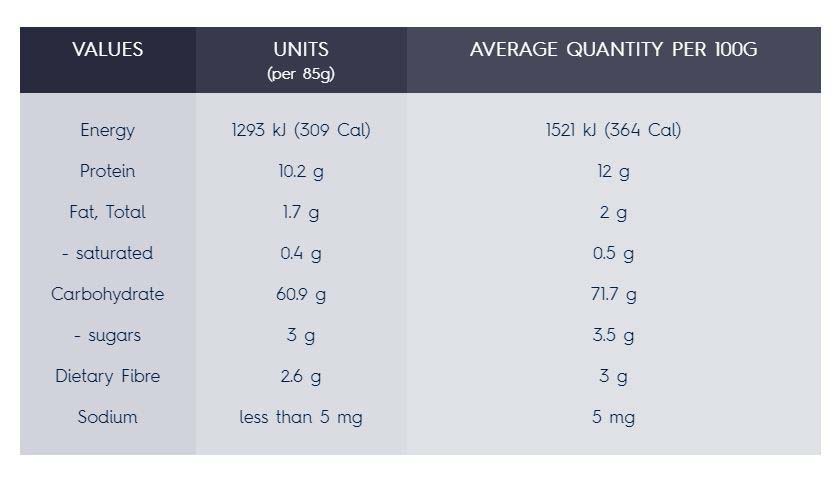 VALUES UNITS AVERAGE QUANTITY PER 100G
(per 85g)
Energy 1293 kJ (309 Cal) 1521 kJ (364 Cal)
Protein 10.2 g 12 g
Fat, Total 1.7 g 2 g
- saturated 0.4 g 0.5 g
Carbohydrate 60.9 g 71.7 g
- sugars 3 g 3.5 g
Dietary Fibre 2.6 g 3 g
Sodium less than 5 mg 5 mg